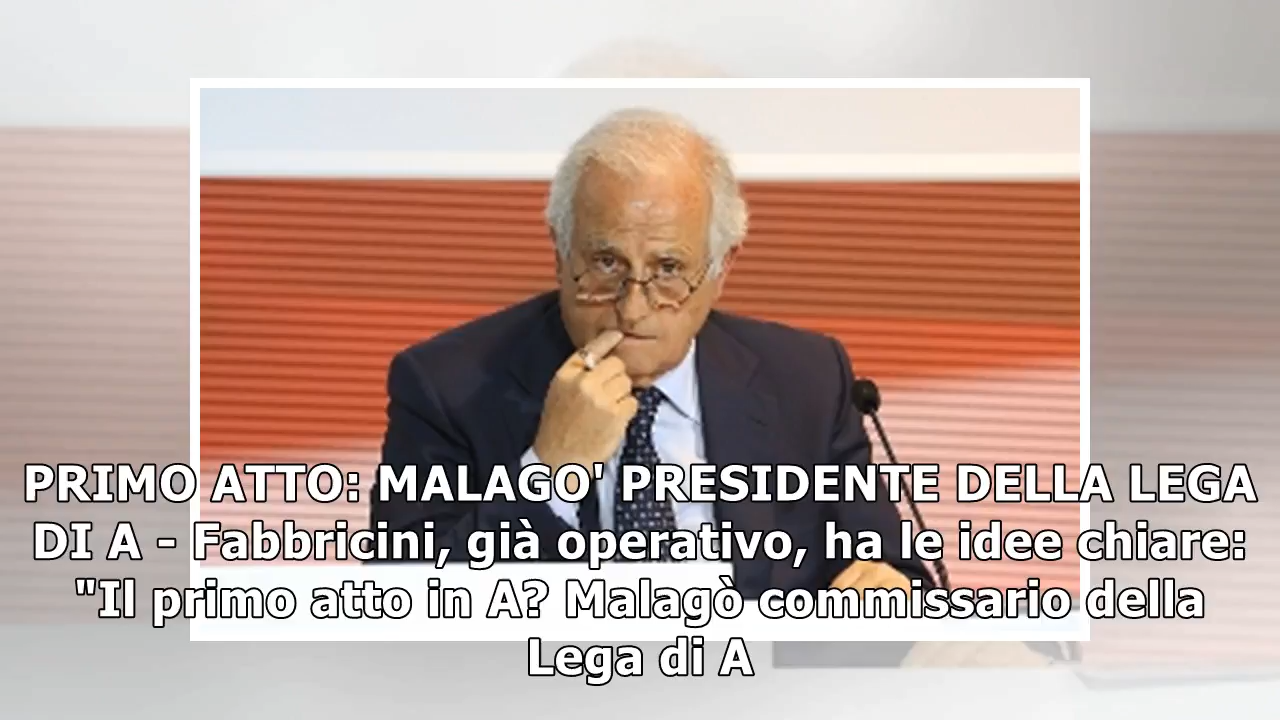 PRIMO ATTO: MALAGO' PRESIDENTE DELLA LEGA
DI A - Fabbricini, già operativo, ha le idee chiare:
"Il primo atto in A? Malagò commissario della
Lega di A